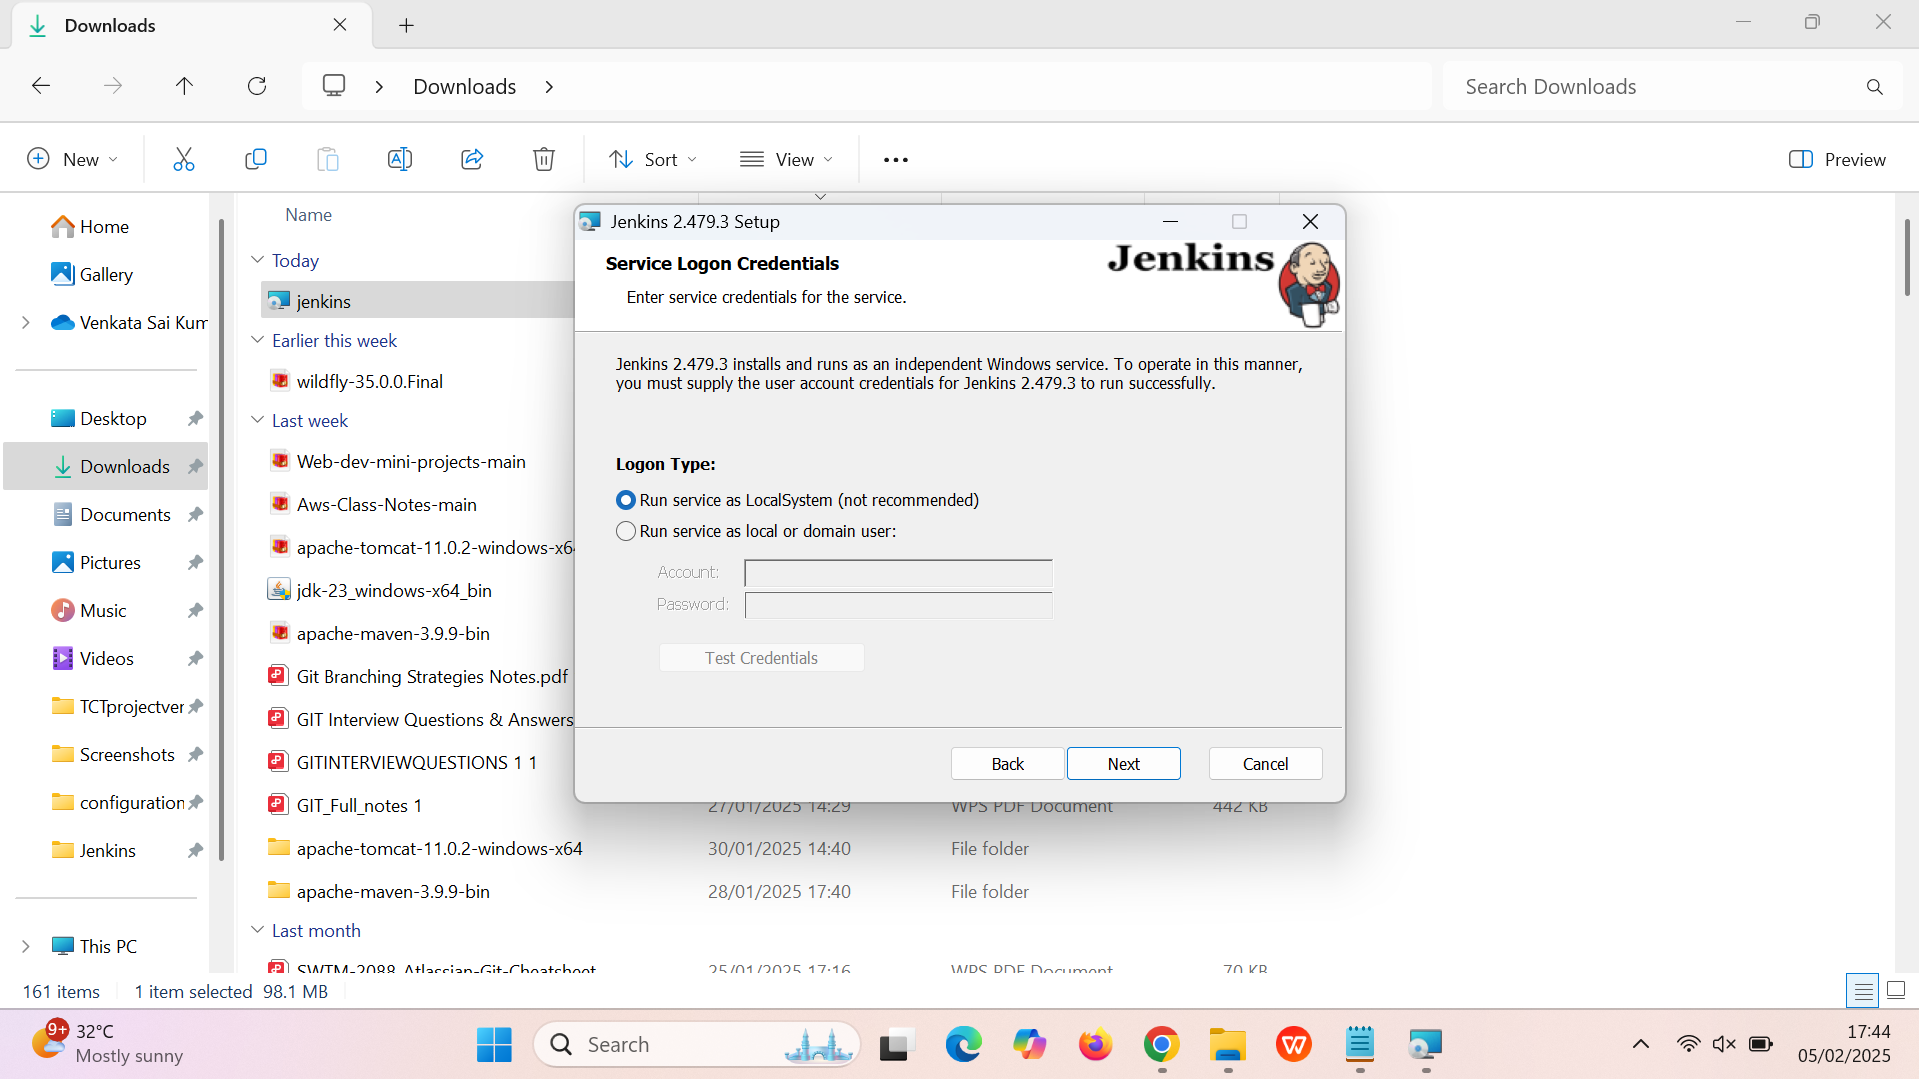 Downloads
Downloads
Search Downloads
New
Sort
View
Preview
Home
Gallery
Venkata Sai Kum
Desktop
Downloads
Documents
Pictures
Music
Videos
TCTprojectver
Screenshots
configuration
Jenkins
This PC
Name
Today
jenkins
Earlier this week
wildfly-35.0.0.Final
Last week
Web-dev-mini-projects-main
Aws-Class-Notes-main
apache-tomcat-11.0.2-windows-x64
jdk-23_windows-x64_bin
apache-maven-3.9.9-bin
Git Branching Strategies Notes.pdf
GIT Interview Questions & Answers
GITINTERVIEWQUESTIONS 1 1
GIT_Full_notes 1 27/01/2025 14:29 WPS PDF Document 442 KB
apache-tomcat-11.0.2-windows-x64 30/01/2025 14:40 File folder
apache-maven-3.9.9-bin 28/01/2025 17:40 File folder
Last month
SWTM-2088_Atlassian-Git-Cheatsheet 25/01/2025 17:16 WPS PDF Document 70 KB
Jenkins 2.479.3 Setup
Service Logon Credentials
Jenkins
Enter service credentials for the service.
Jenkins 2.479.3 installs and runs as an independent Windows service. To operate in this manner,
you must supply the user account credentials for Jenkins 2.479.3 to run successfully.
Logon Type:
Run service as LocalSystem (not recommended)
Run service as local or domain user:
Account:
Password:
Test Credentials
Back
Next
Cancel
161 items 1 item selected 98.1 MB
9+
32°C
Mostly sunny
Search
17:44
05/02/2025